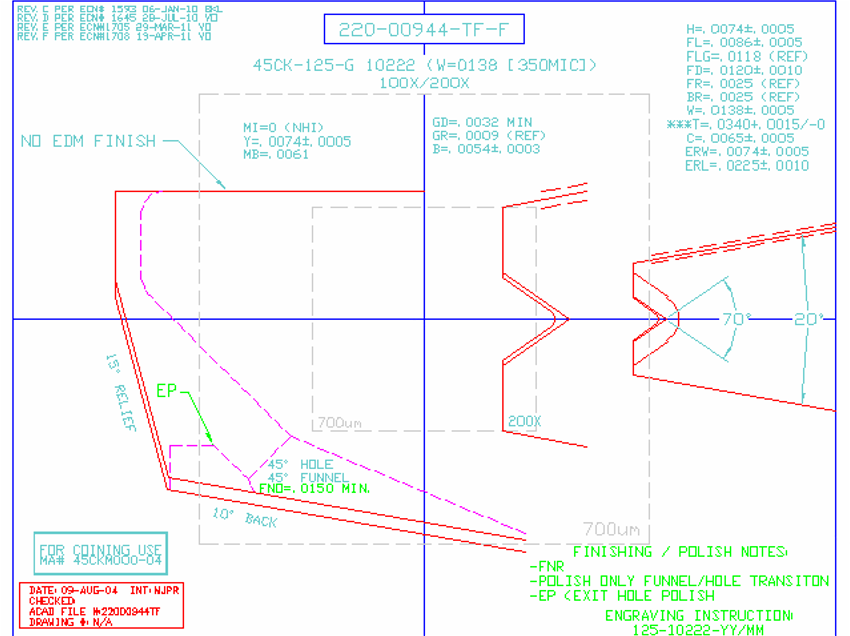 REV. C PER ECN# 1593 06-JAN-10 BKL
REV. D PER ECN# 1645 28-JUL-10 VO
REV. E PER ECN#1705 29-MAR-11 VO
REV. F PER ECN#1708 19-APR-11 VO
220-00944-TF-F
45CK-125-G 10222 (W=0138 [350MIC])
100X/200X
H=.0074±.0005
FL=.0086±.0005
FLG=.0118 (REF)
FD=.0120±.0010
FR=.0025 (REF)
BR=.0025 (REF)
W=.0138±.0005
***T=.0340+.0015/-0
C=.0065±.0005
ERW=.0074±.0005
ERL=.0225±.0010
NO EDM FINISH
MI=0 (NHI)
Y=.0074±.0005
MB=.0061
GD=.0032 MIN
GR=.0009 (REF)
B=.0054±.0003
70°
20°
15° RELIEF
EP
700um
200X
45° HOLE
45° FUNNEL
FND=.0150 MIN.
10° BACK
700um
FOR COINING USE
MA# 45CKM000-04
DATE: 09-AUG-04 INT: NJPR
CHECKED:
ACAD FILE #:22000944TF
DRAWING #: N/A
FINISHING / POLISH NOTES:
-FNR
-POLISH ONLY FUNNEL/HOLE TRANSITON
-EP (EXIT HOLE POLISH
ENGRAVING INSTRUCTION:
125-10222-YY/MM